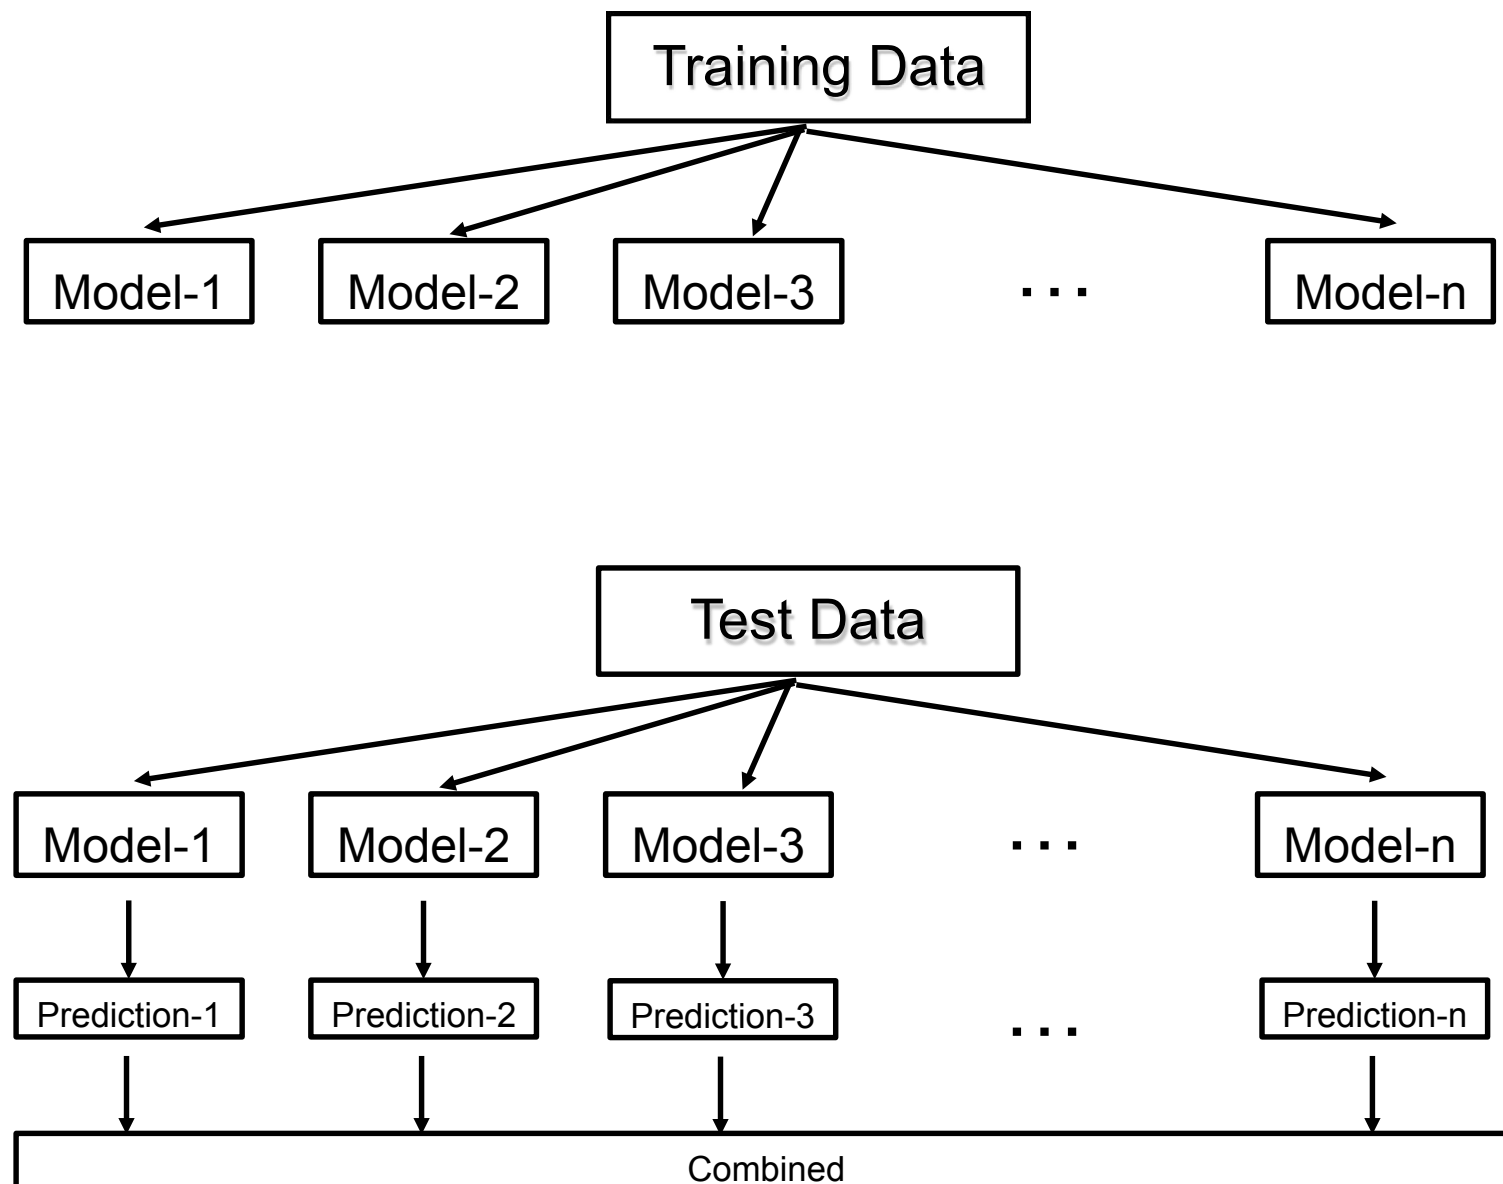 Training Data
Model-1 Model-2 Model-3 ... Model-n
Test Data
Model-1 Model-2 Model-3 ... Model-n
Prediction-1 Prediction-2 Prediction-3 ... Prediction-n
Combined